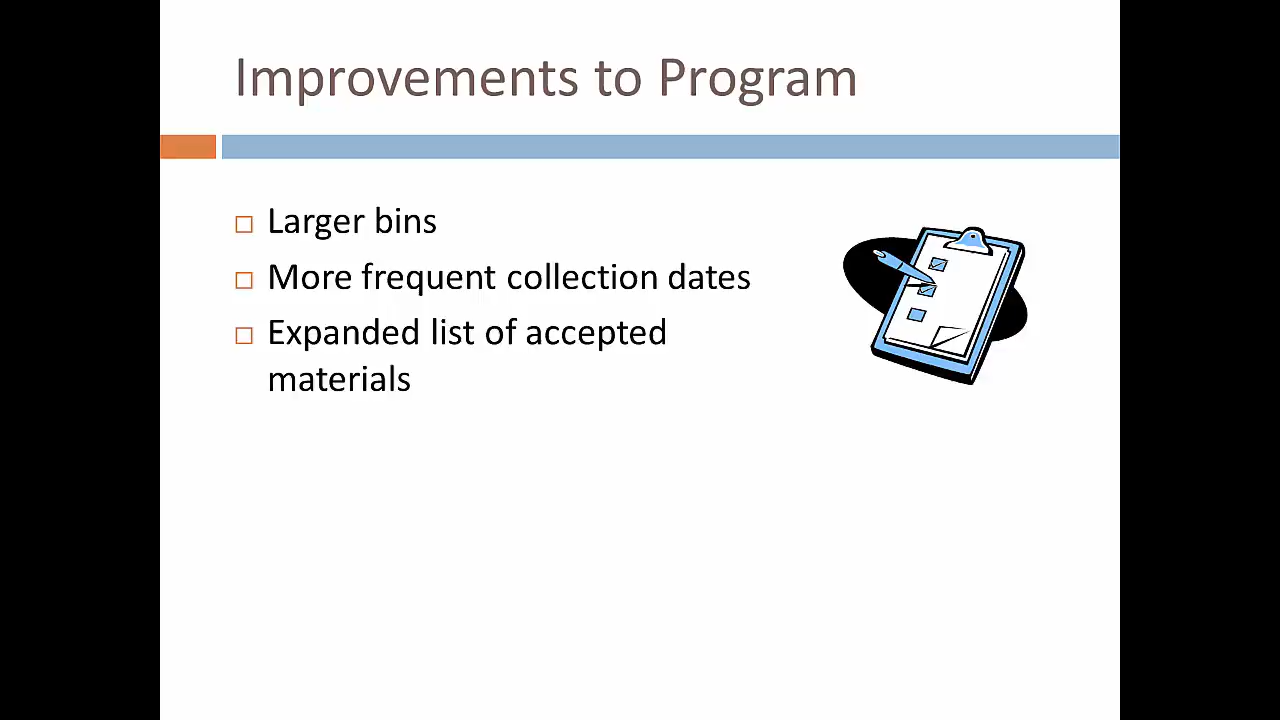 Improvements to Program
Larger bins
More frequent collection dates
Expanded list of accepted
materials